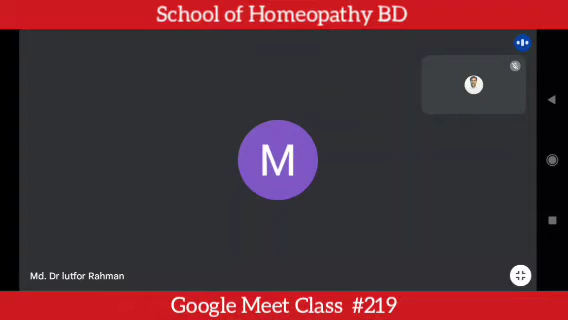 School of Homeopathy BD
M
Md. Dr lutfor Rahman
Google Meet Class #219